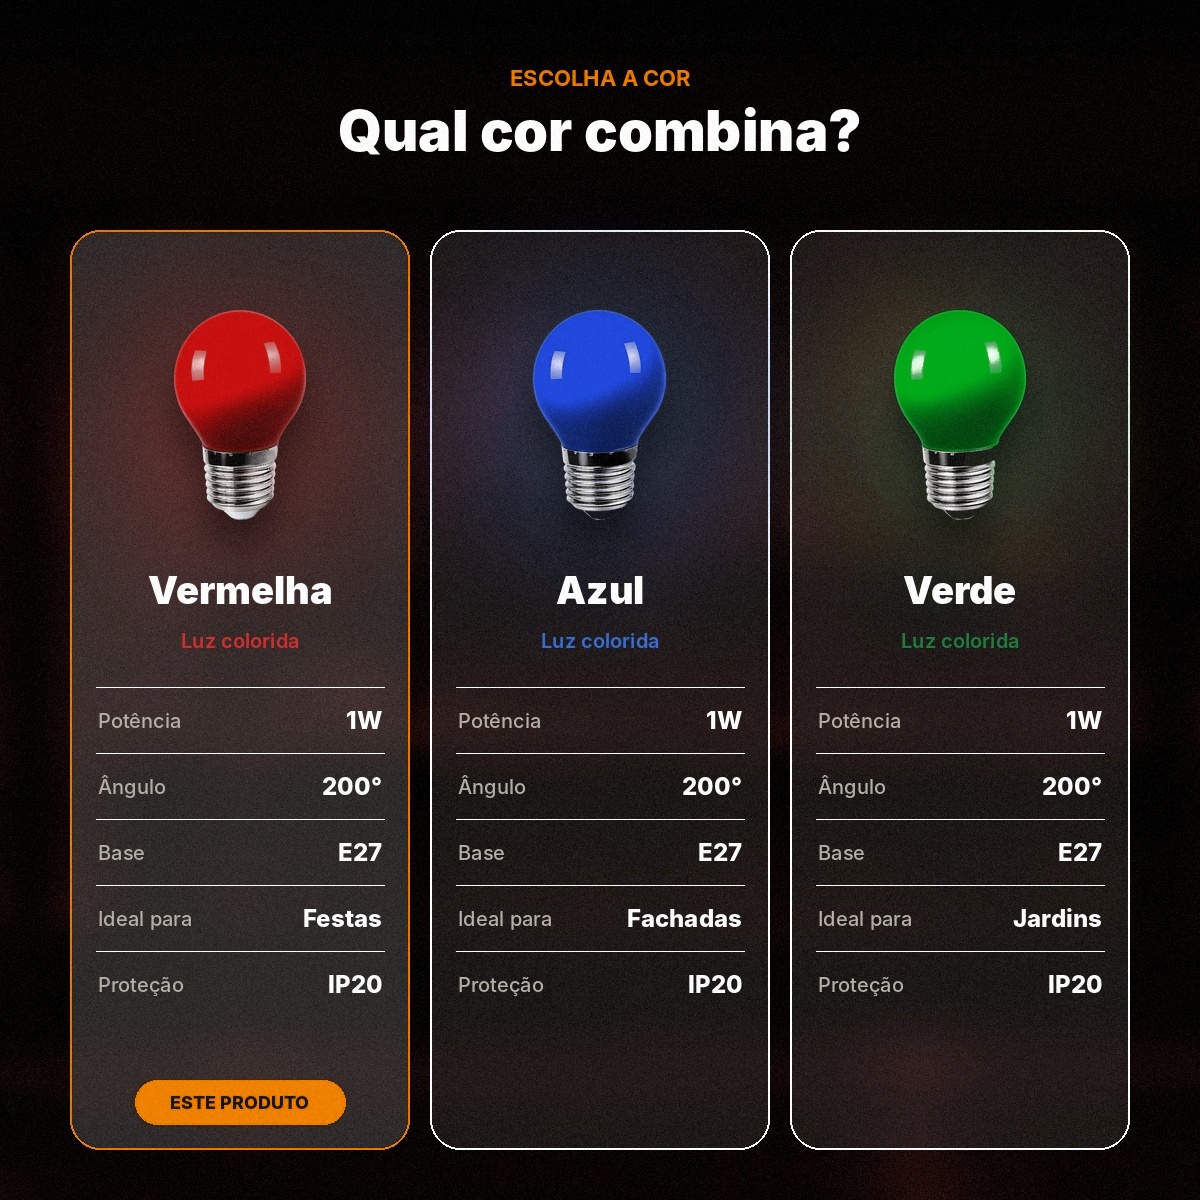 ESCOLHA A COR
Qual cor combina?
Vermelha
Luz colorida
Potência 1W
Ângulo 200°
Base E27
Ideal para Festas
Proteção IP20
ESTE PRODUTO
Azul
Luz colorida
Potência 1W
Ângulo 200°
Base E27
Ideal para Fachadas
Proteção IP20
Verde
Luz colorida
Potência 1W
Ângulo 200°
Base E27
Ideal para Jardins
Proteção IP20